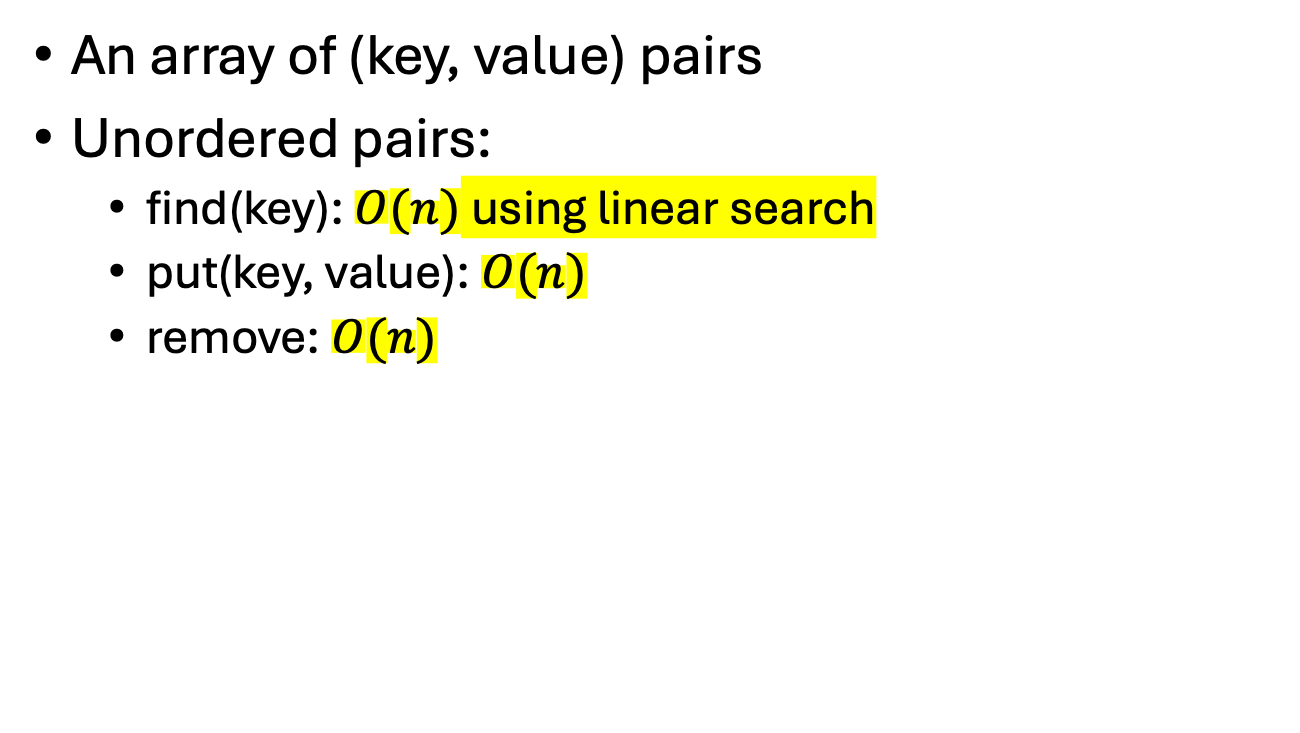 • An array of (key, value) pairs
• Unordered pairs:
• find(key): O(n) using linear search
• put(key, value): O(n)
• remove: O(n)